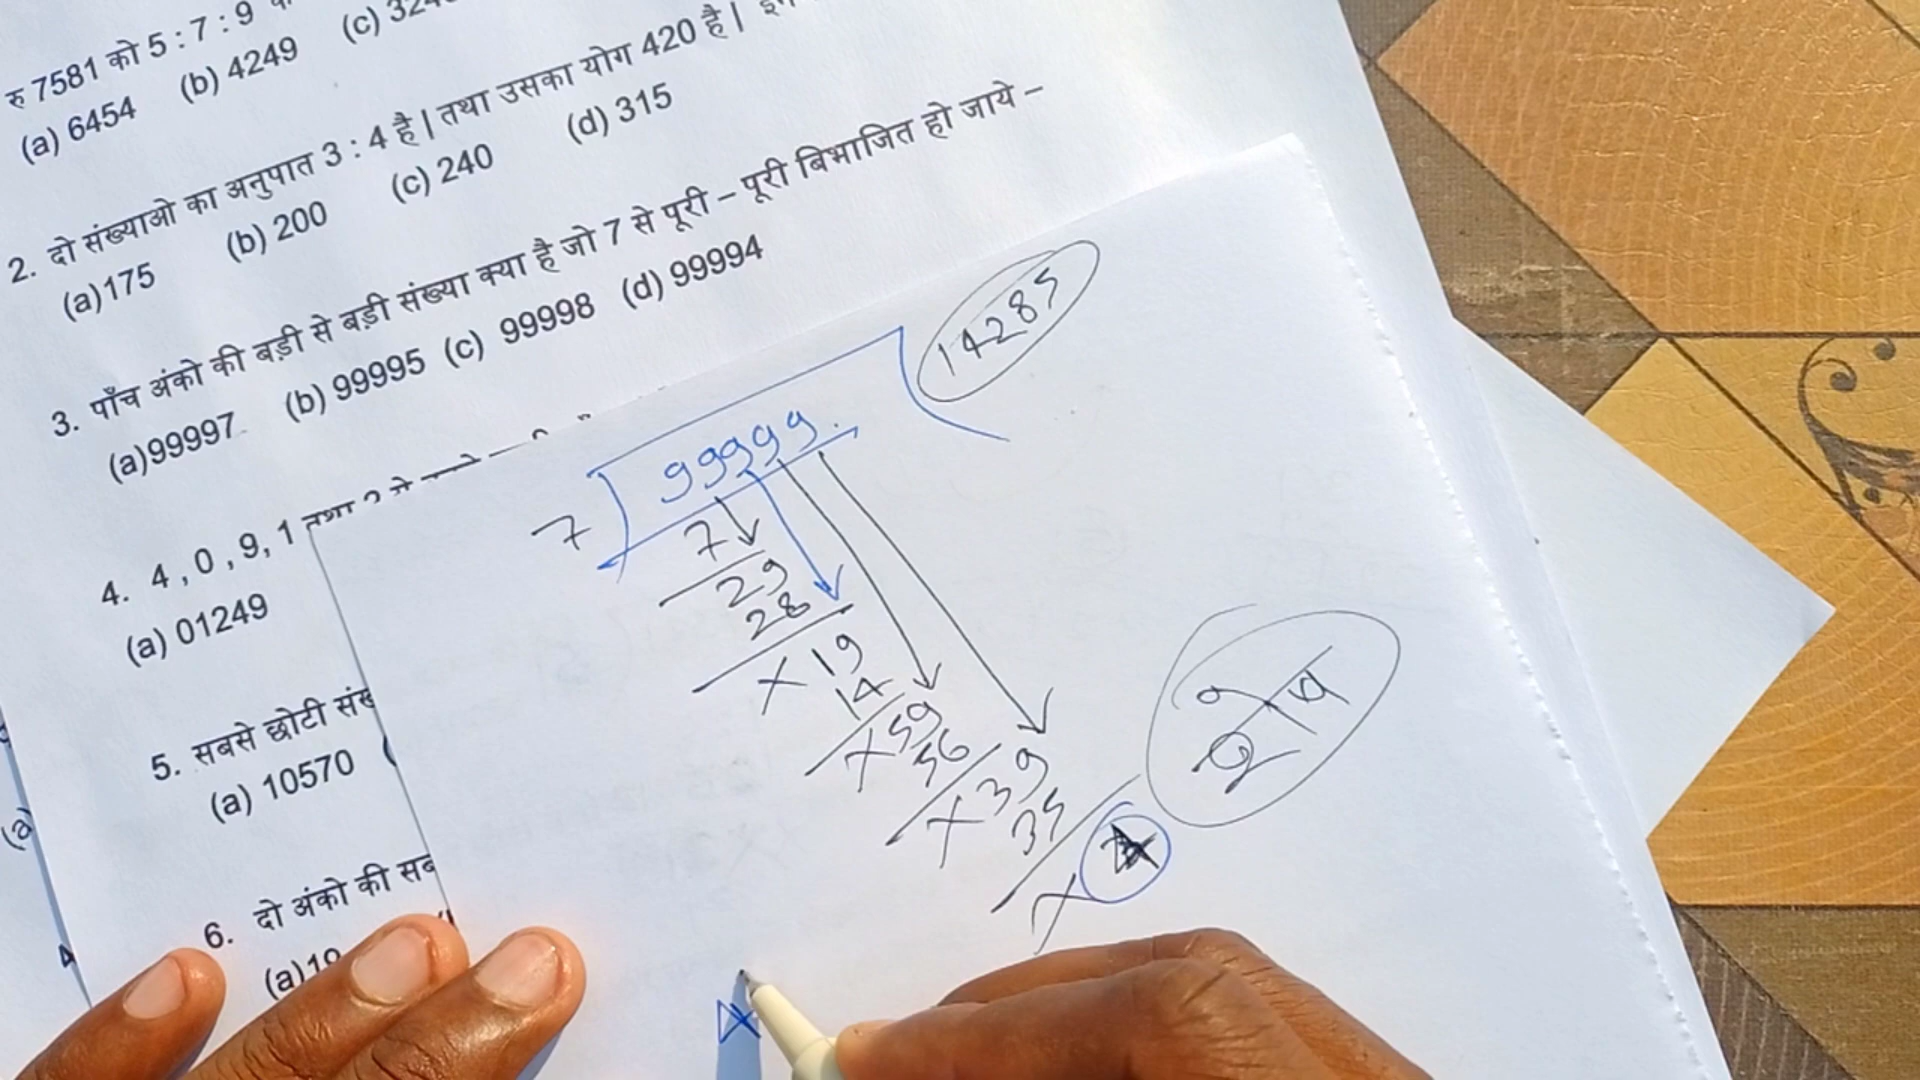 रु 7581 को 5 : 7 : 9
(a) 6454 (b) 4249 (c)
2. दो संख्याओ का अनुपात 3 : 4 है | तथा उसका योग 420 है |
(a)175 (b) 200 (c) 240 (d) 315
3. पाँच अंको की बड़ी से बड़ी संख्या क्या है जो 7 से पूरी – पूरी विभाजित हो जाये –
(a)99997 (b) 99995 (c) 99998 (d) 99994
4. 4 , 0 , 9, 1 तथा
(a) 01249
5. सबसे छोटी
(a) 10570
6. दो अंको की
(a)10
14285
7 99999
7
29
28
x 19
14
x 59
56
x 39
35
x 4
शेष
4